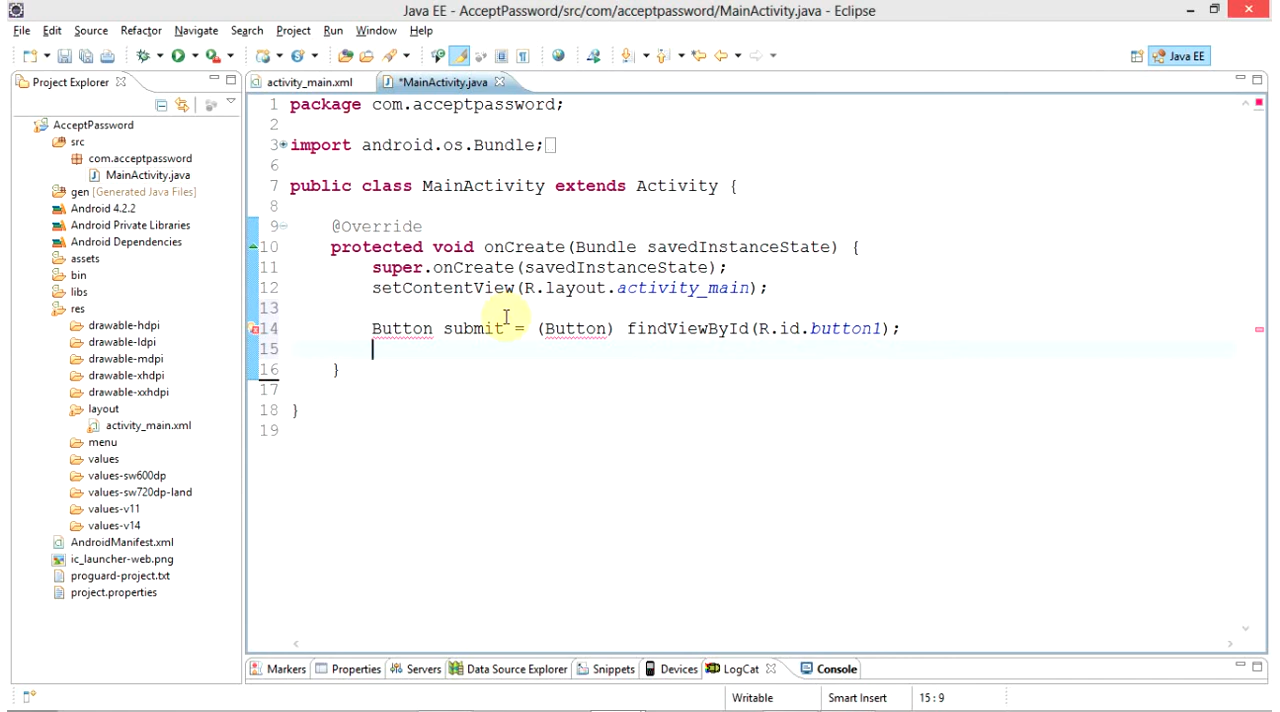 Java EE - AcceptPassword/src/com/acceptpassword/MainActivity.java - Eclipse
File Edit Source Refactor Navigate Search Project Run Window Help
Java EE
Project Explorer
AcceptPassword
src
com.acceptpassword
MainActivity.java
gen [Generated Java Files]
Android 4.2.2
Android Private Libraries
Android Dependencies
assets
bin
libs
res
drawable-hdpi
drawable-ldpi
drawable-mdpi
drawable-xhdpi
drawable-xxhdpi
layout
activity_main.xml
menu
values
values-sw600dp
values-sw720dp-land
values-v11
values-v14
AndroidManifest.xml
ic_launcher-web.png
proguard-project.txt
project.properties
activity_main.xml *MainActivity.java
1 package com.acceptpassword;
2
3 import android.os.Bundle;
6
7 public class MainActivity extends Activity {
8
9 @Override
10 protected void onCreate(Bundle savedInstanceState) {
11 super.onCreate(savedInstanceState);
12 setContentView(R.layout.activity_main);
13
14 Button submit = (Button) findViewById(R.id.button1);
15
16 }
17
18 }
19
Markers Properties Servers Data Source Explorer Snippets Devices LogCat Console
Writable Smart Insert 15 : 9